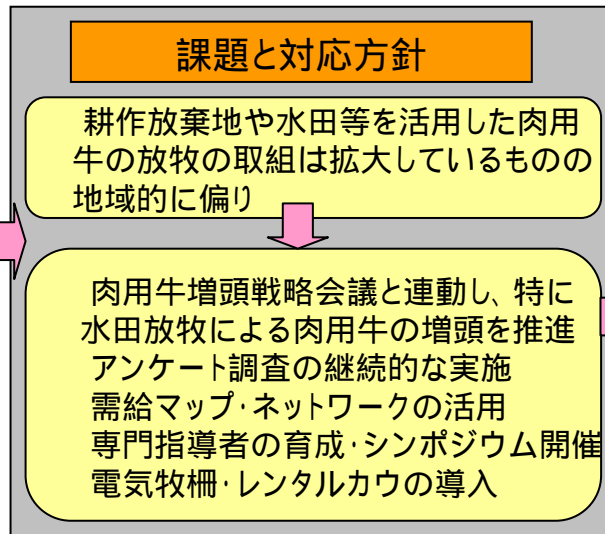 課題と対応方針
耕作放棄地や水田等を活用した肉用
牛の放牧の取組は拡大しているものの
地域的に偏り
肉用牛増頭戦略会議と連動し、特に
水田放牧による肉用牛の増頭を推進
アンケート調査の継続的な実施
需給マップ・ネットワークの活用
専門指導者の育成・シンポジウム開催
電気牧柵・レンタルカウの導入